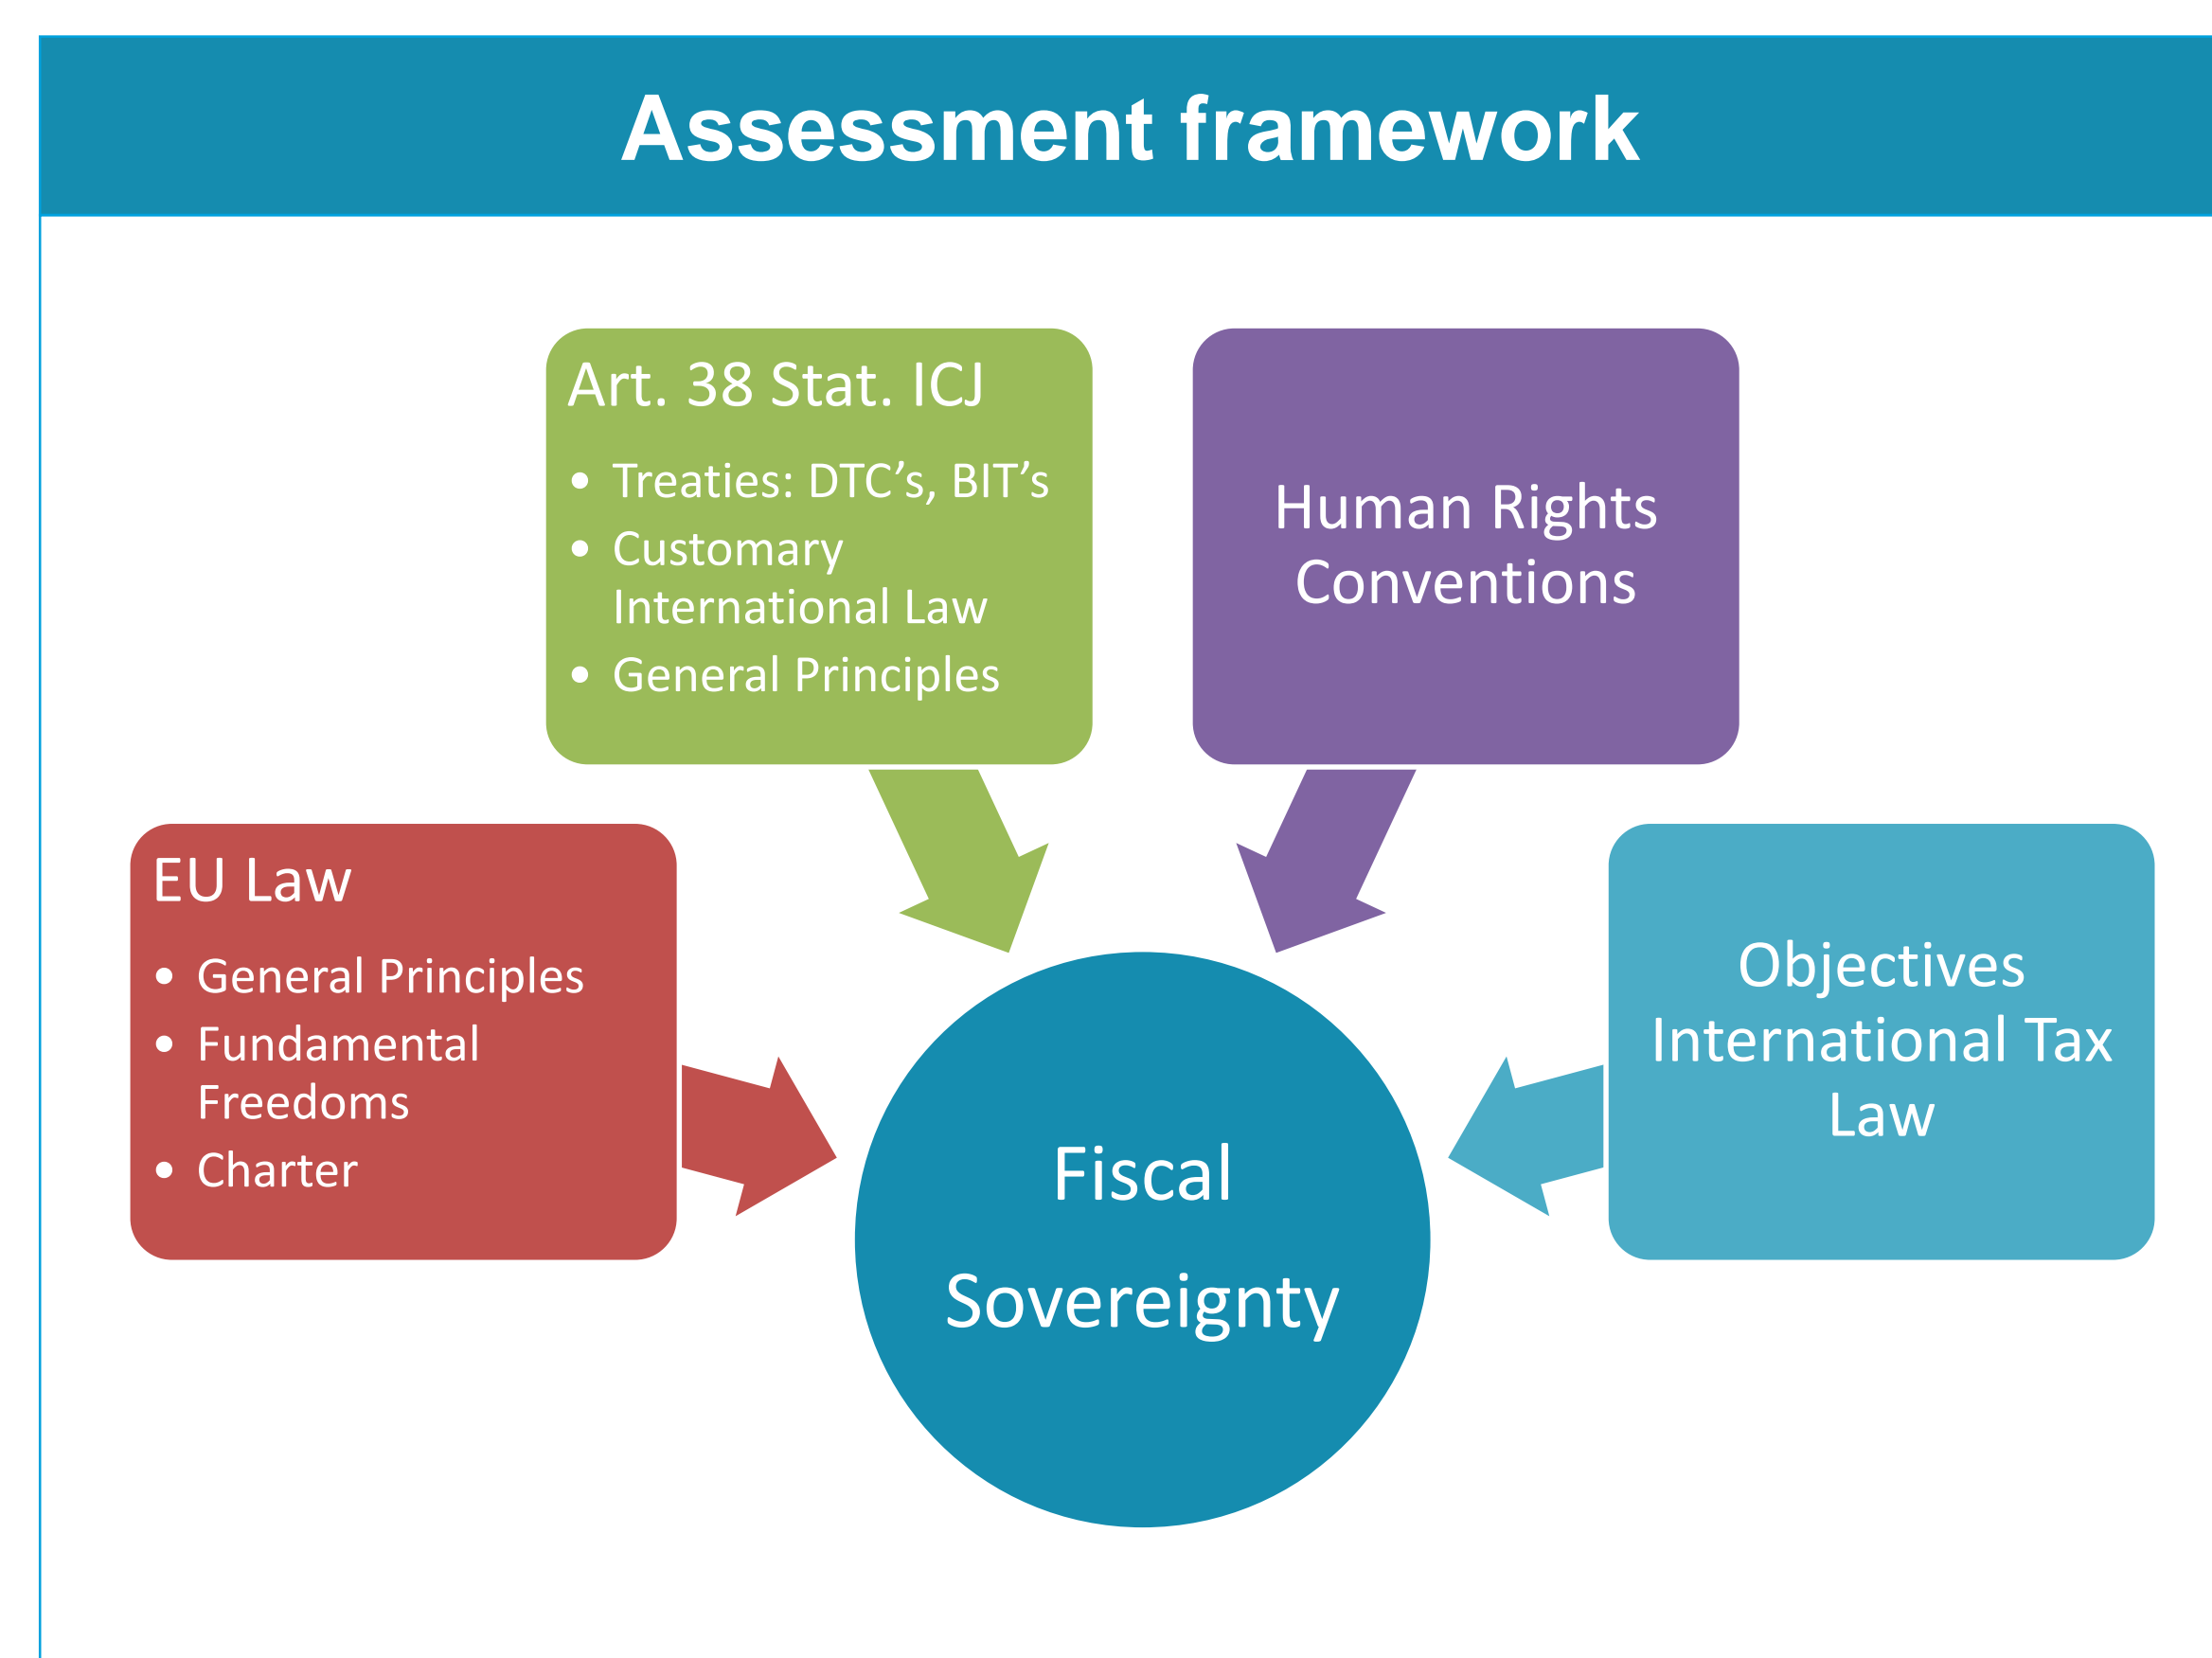 Assessment framework
Art. 38 Stat. ICJ
• Treaties: DTC’s, BIT’s
• Customary
International Law
• General Principles
Human Rights
Conventions
EU Law
• General Principles
• Fundamental
Freedoms
• Charter
Objectives
International Tax
Law
Fiscal
Sovereignty